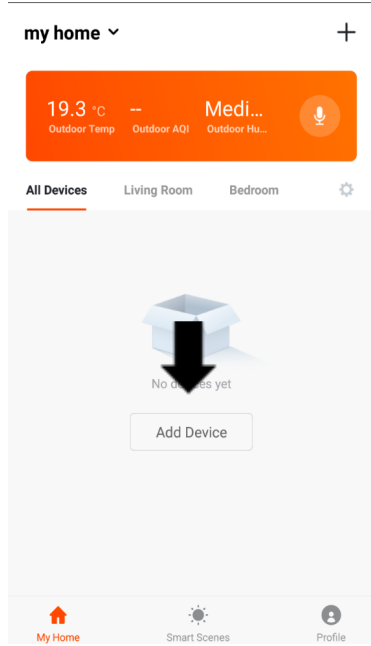 my home
19.3 °C -- Medi...
Outdoor Temp Outdoor AQI Outdoor Hu...
All Devices Living Room Bedroom
No yet
Add Device
My Home Smart Scenes Profile